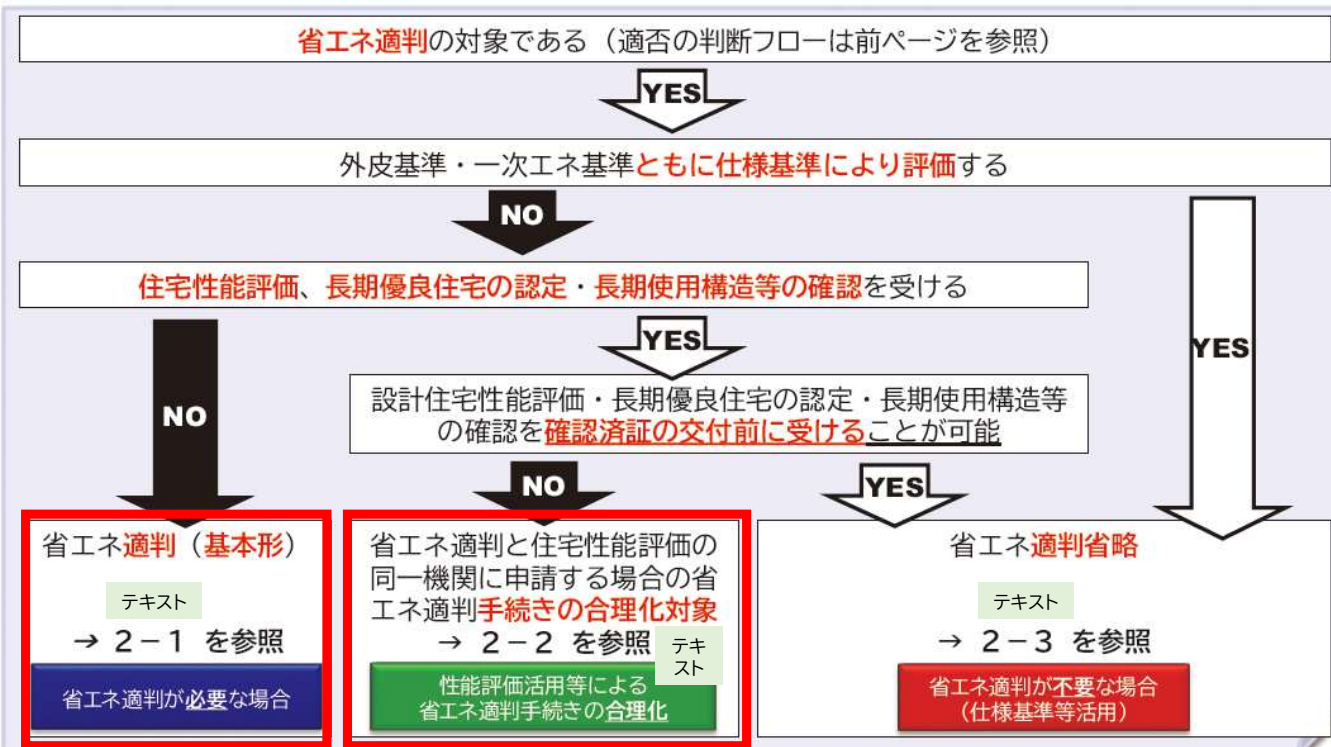 省エネ適判の対象である（適否の判断フローは前ページを参照）
YES
外皮基準・一次エネ基準ともに仕様基準により評価する
NO
住宅性能評価、長期優良住宅の認定・長期使用構造等の確認を受ける
YES
YES
NO
設計住宅性能評価・長期優良住宅の認定・長期使用構造等
の確認を確認済証の交付前に受けることが可能
NO
YES
省エネ適判（基本形）
テキスト
→ 2－1 を参照
省エネ適判が必要な場合
省エネ適判と住宅性能評価の
同一機関に申請する場合の省
エネ適判手続きの合理化対象
→ 2－2 を参照
テキ
スト
性能評価活用等による
省エネ適判手続きの合理化
省エネ適判省略
テキスト
→ 2－3 を参照
省エネ適判が不要な場合
（仕様基準等活用）